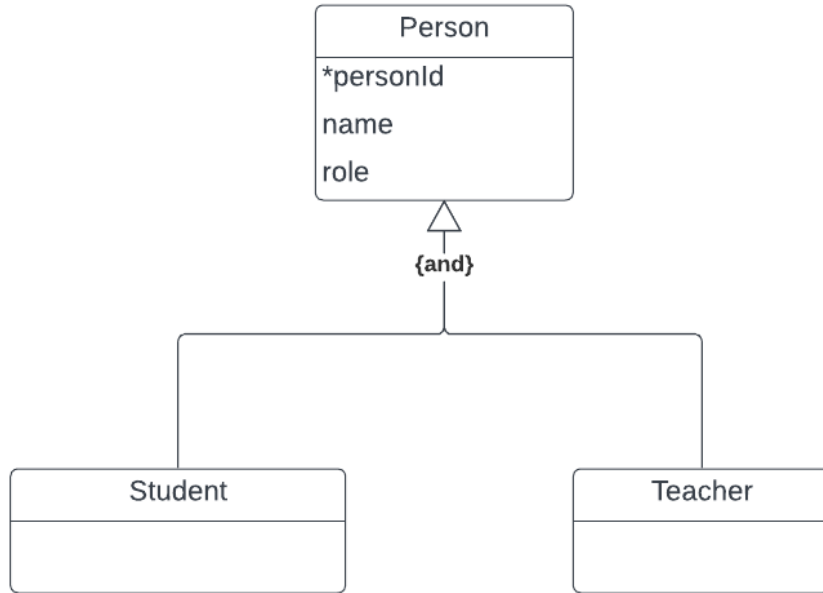 Person
*personId
name
role
{and}
Student
Teacher